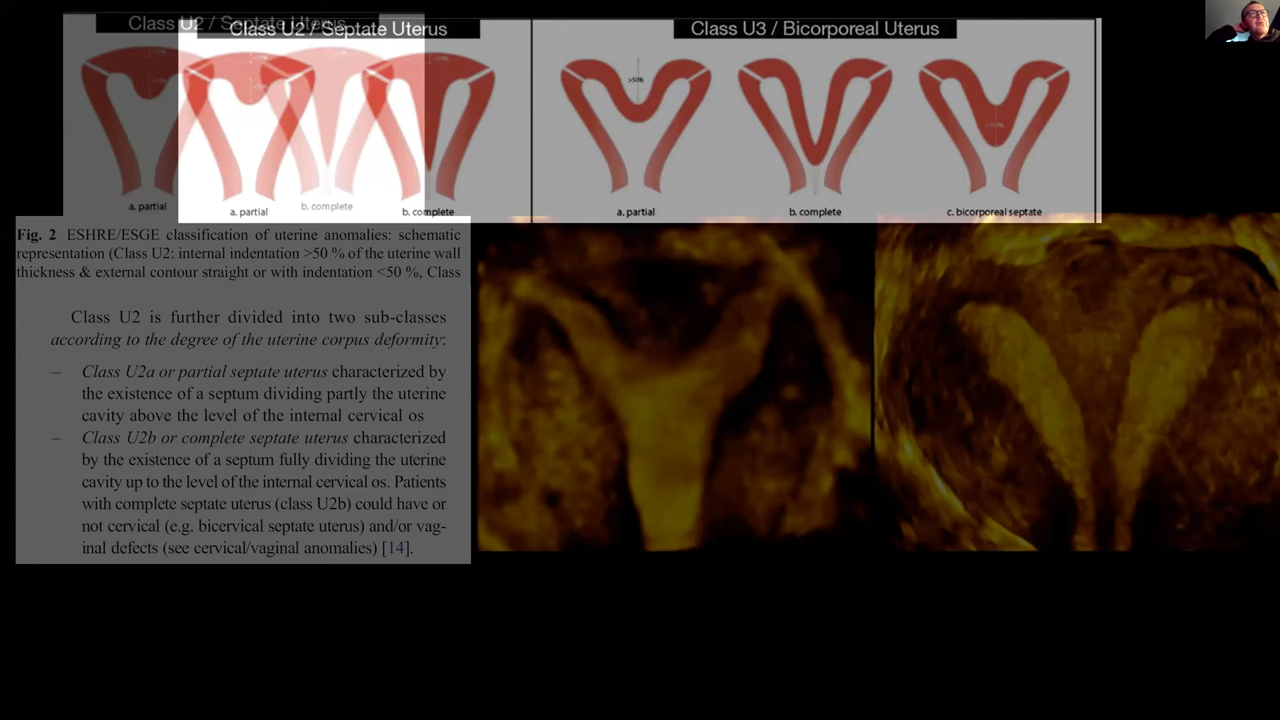 Class U2 / Septate Uterus
Class U2 / Septate Uterus
Class U3 / Bicorporeal Uterus
>50%
a. partial
a. partial
b. complete
b. complete
a. partial
b. complete
c. bicorporeal septate
Fig. 2 ESHRE/ESGE classification of uterine anomalies: schematic
representation (Class U2: internal indentation >50 % of the uterine wall
thickness & external contour straight or with indentation <50 %, Class
Class U2 is further divided into two sub-classes
according to the degree of the uterine corpus deformity:
– Class U2a or partial septate uterus characterized by
the existence of a septum dividing partly the uterine
cavity above the level of the internal cervical os
– Class U2b or complete septate uterus characterized
by the existence of a septum fully dividing the uterine
cavity up to the level of the internal cervical os. Patients
with complete septate uterus (class U2b) could have or
not cervical (e.g. bicervical septate uterus) and/or vag-
inal defects (see cervical/vaginal anomalies) [14].